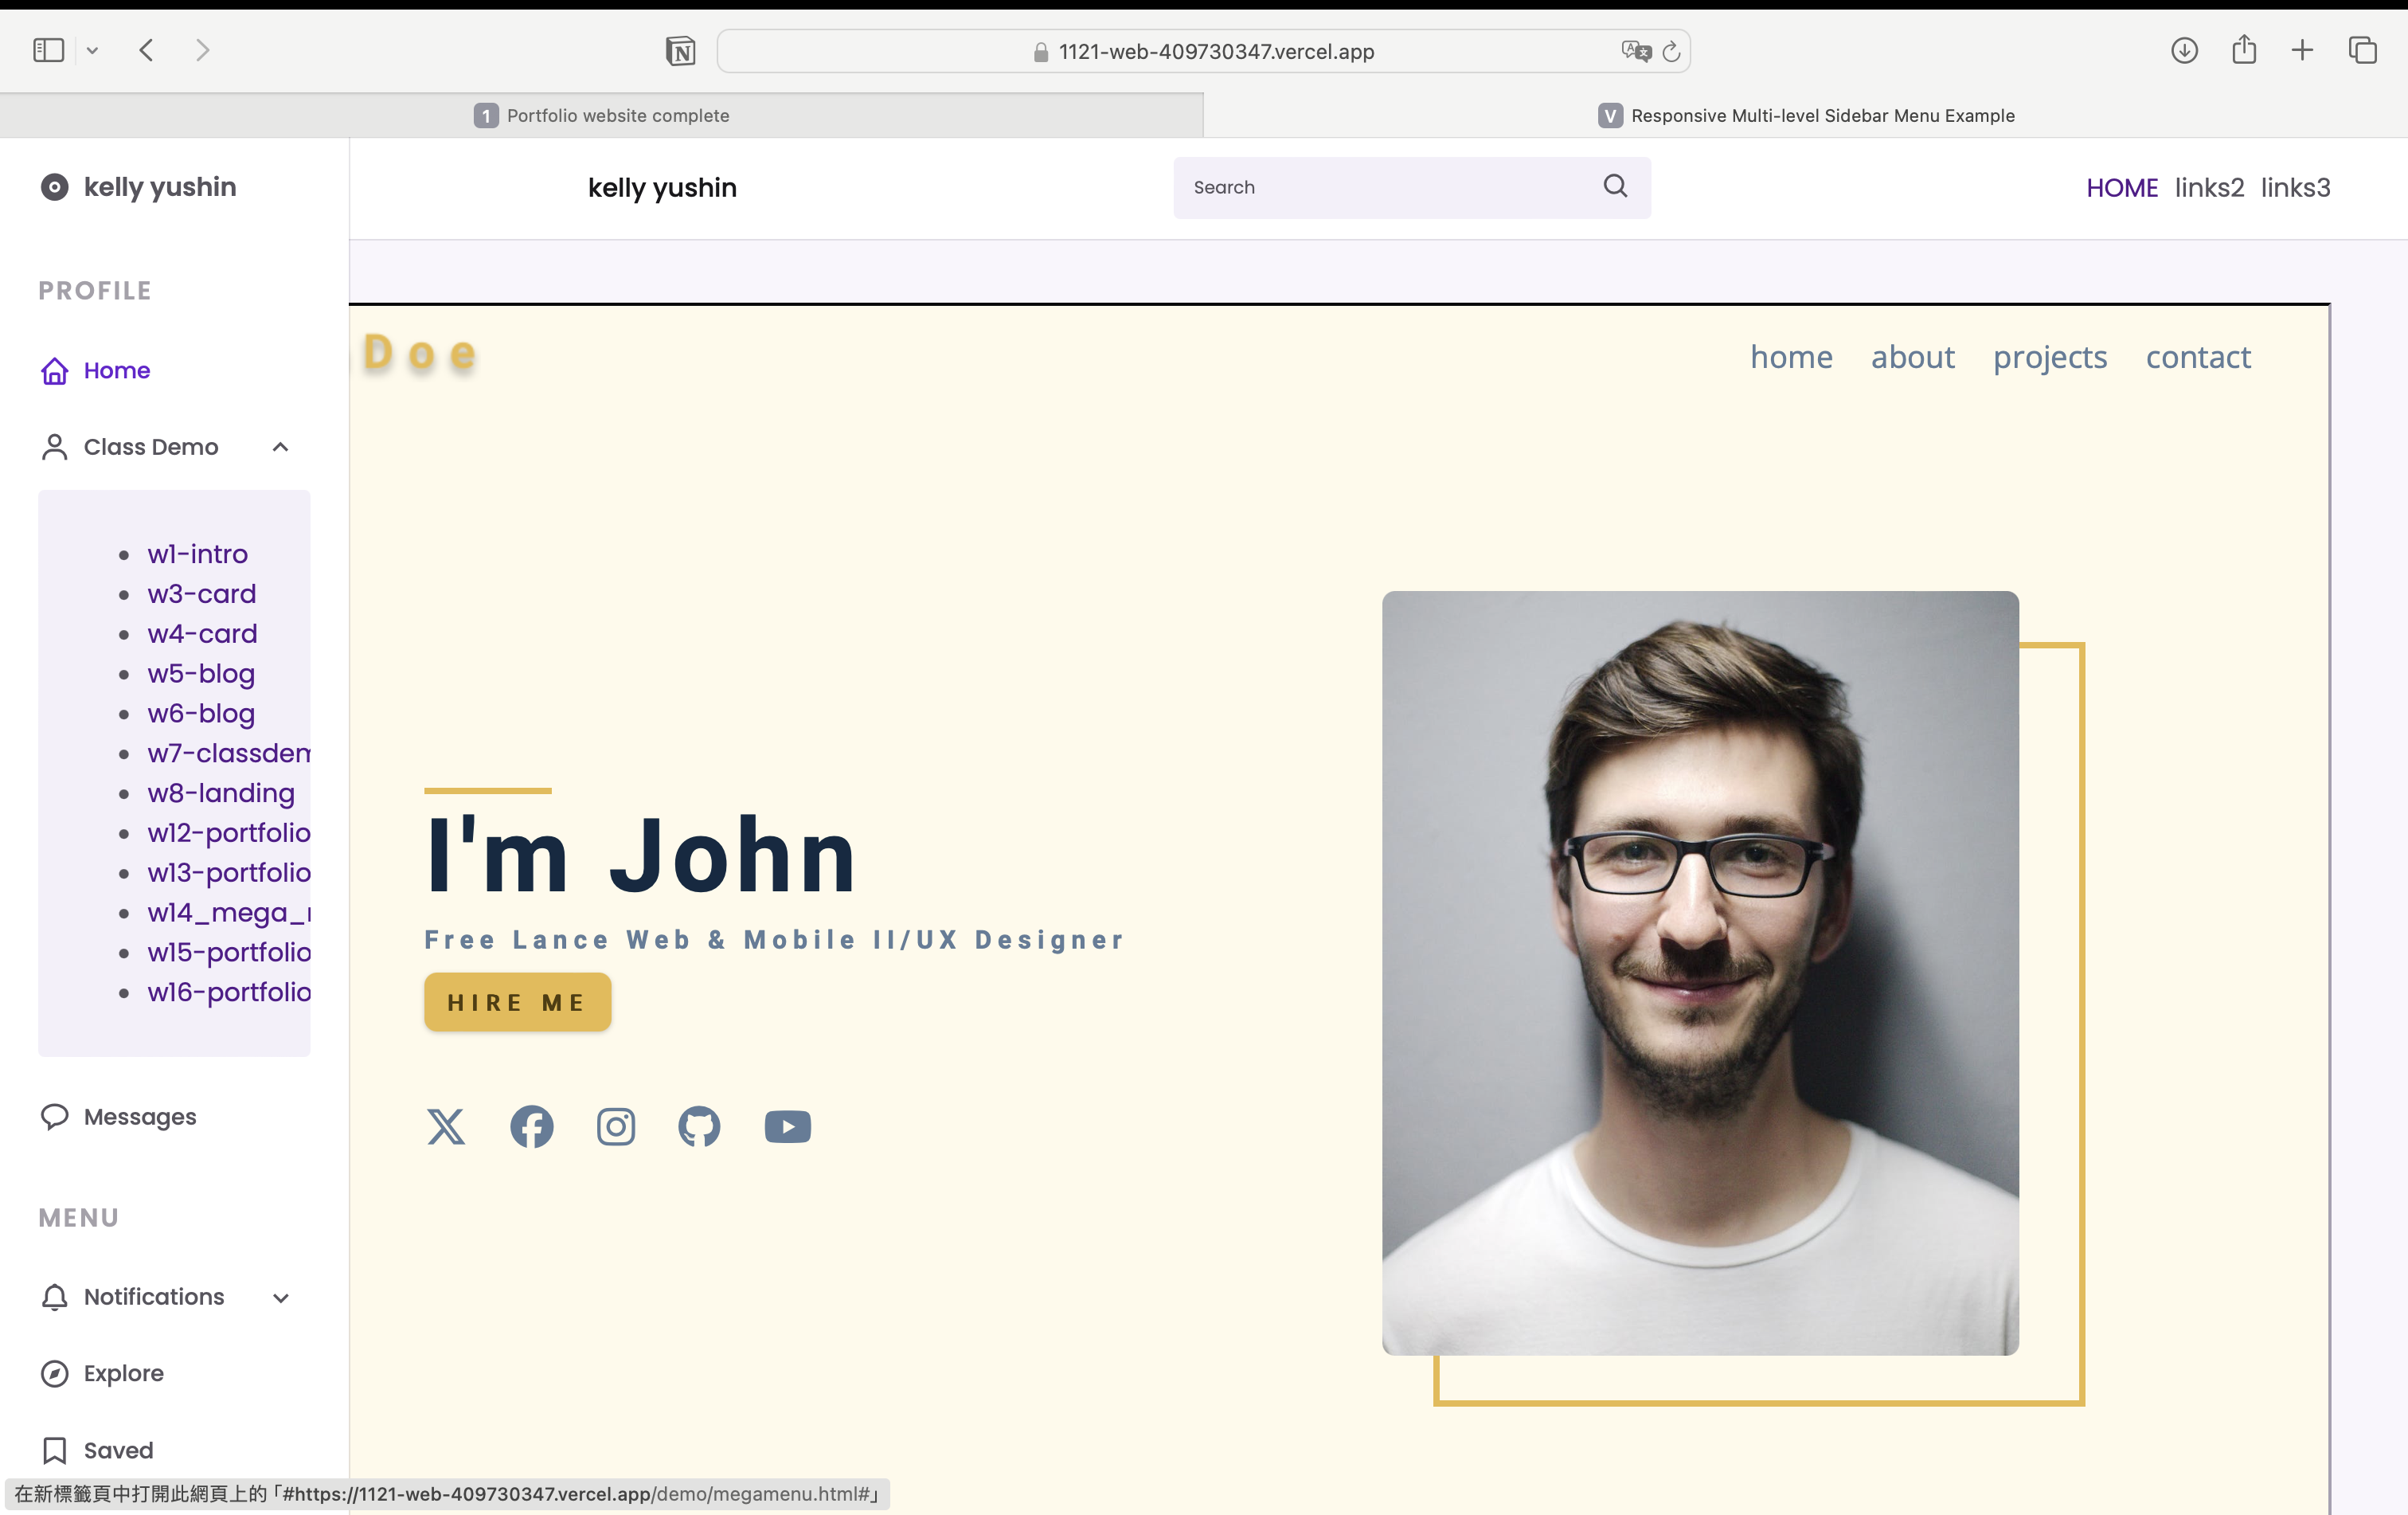 1121-web-409730347.vercel.app
1 Portfolio website complete
V Responsive Multi-level Sidebar Menu Example
kelly yushin
kelly yushin
Search
HOME links2 links3
PROFILE
Home
Class Demo
w1-intro
w3-card
w4-card
w5-blog
w6-blog
w7-classdem
w8-landing
w12-portfolio
w13-portfolio
w14_mega_
w15-portfolio
w16-portfolio
Messages
MENU
Notifications
Explore
Saved
Doe
home about projects contact
I'm John
Free Lance Web & Mobile II/UX Designer
HIRE ME
在新標籤頁中打開此網頁上的「#https://1121-web-409730347.vercel.app/demo/megamenu.html#」